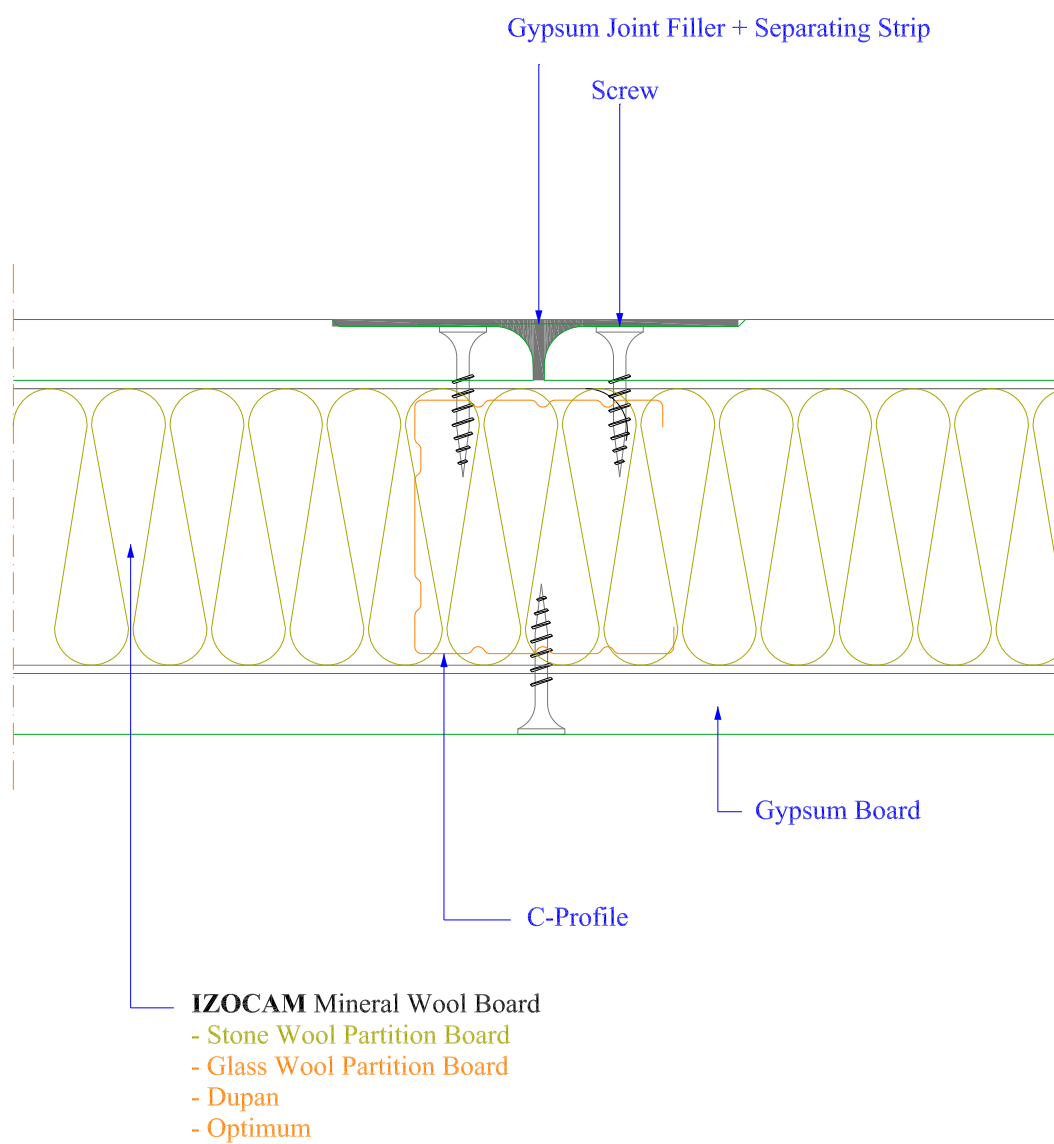 Gypsum Joint Filler + Separating Strip
Screw
Gypsum Board
C-Profile
IZOCAM Mineral Wool Board
- Stone Wool Partition Board
- Glass Wool Partition Board
- Dupan
- Optimum